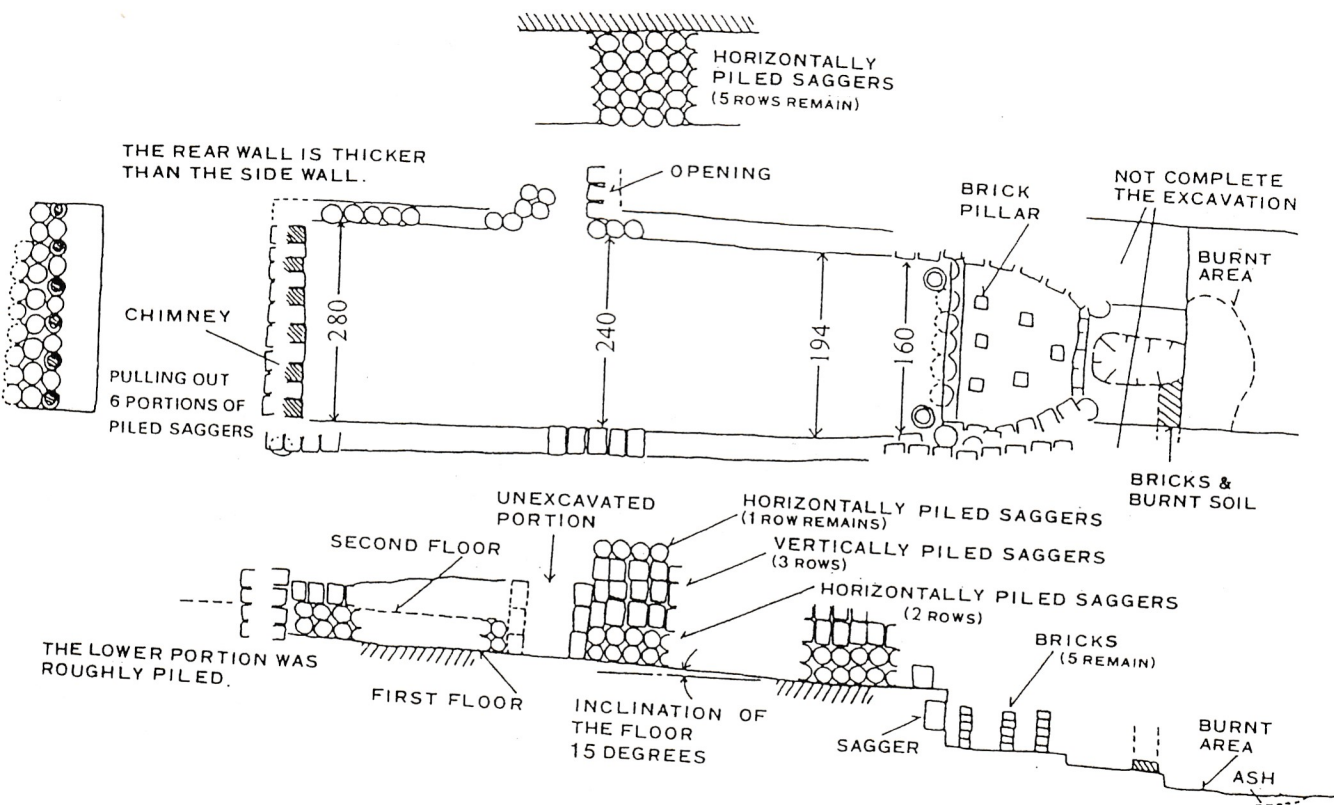 HORIZONTALLY
PILED SAGGERS
(5 ROWS REMAIN)
THE REAR WALL IS THICKER
THAN THE SIDE WALL.
OPENING
BRICK
PILLAR
NOT COMPLETE
THE EXCAVATION
BURNT
AREA
CHIMNEY
280
240
194
160
PULLING OUT
6 PORTIONS OF
PILED SAGGERS
BRICKS &
BURNT SOIL
UNEXCAVATED
PORTION
HORIZONTALLY PILED SAGGERS
(1 ROW REMAINS)
SECOND FLOOR
VERTICALLY PILED SAGGERS
(3 ROWS)
HORIZONTALLY PILED SAGGERS
(2 ROWS)
BRICKS
(5 REMAIN)
THE LOWER PORTION WAS
ROUGHLY PILED.
FIRST FLOOR
INCLINATION OF
THE FLOOR
15 DEGREES
SAGGER
BURNT
AREA
ASH